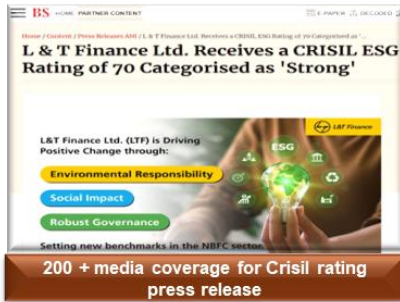 BS HOME PARTNER CONTENT E-PAPER DECODED
Home / Content / Press Releases ANI / L & T Finance Ltd. Receives a CRISIL ESG Rating of 70 Categorised as '...
L & T Finance Ltd. Receives a CRISIL ESG
Rating of 70 Categorised as 'Strong'
L&T Finance
L&T Finance Ltd. (LTF) is Driving
Positive Change through:
ESG
Environmental Responsibility
Social Impact
Robust Governance
Setting new benchmarks in the NBFC sector.
200 + media coverage for Crisil rating
press release